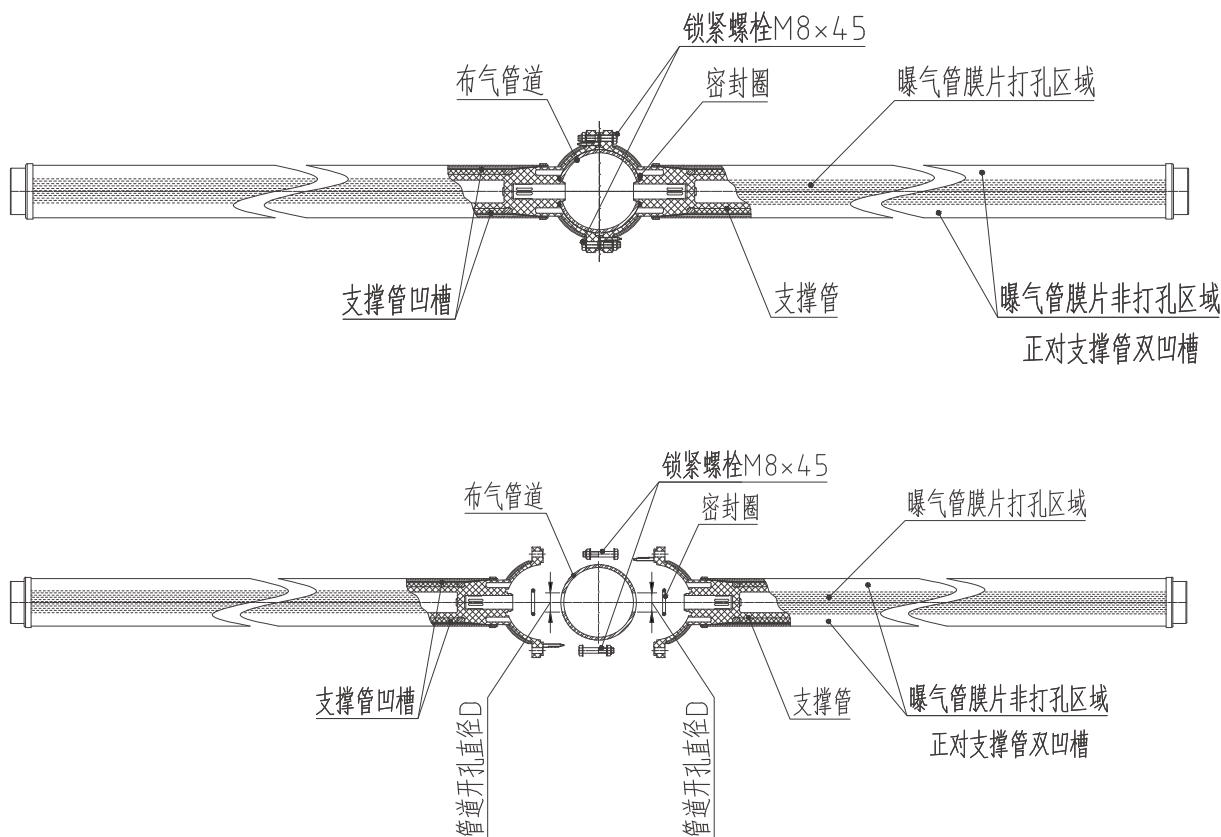 锁紧螺栓M8×45
布气管道
密封圈
曝气管膜片打孔区域
支撑管凹槽
支撑管
曝气管膜片非打孔区域
正对支撑管双凹槽
锁紧螺栓M8×45
布气管道
密封圈
曝气管膜片打孔区域
支撑管凹槽
管道开孔直径D
管道开孔直径D
支撑管
曝气管膜片非打孔区域
正对支撑管双凹槽